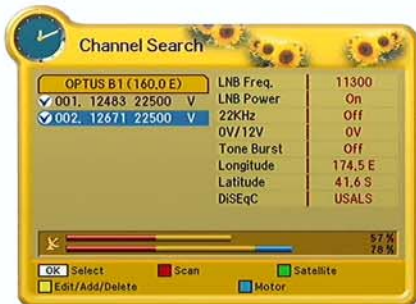 Channel Search
OPTUS B1 (160.0 E)
001. 12483 22500 V
002. 12671 22500 V
LNB Freq. 11300
LNB Power On
22KHz Off
0V/12V 0V
Tone Burst Off
Longitude 174.5 E
Latitude 41.6 S
DiSEqC USALS
57%
78%
OK Select Scan Satellite
Edit/Add/Delete Motor